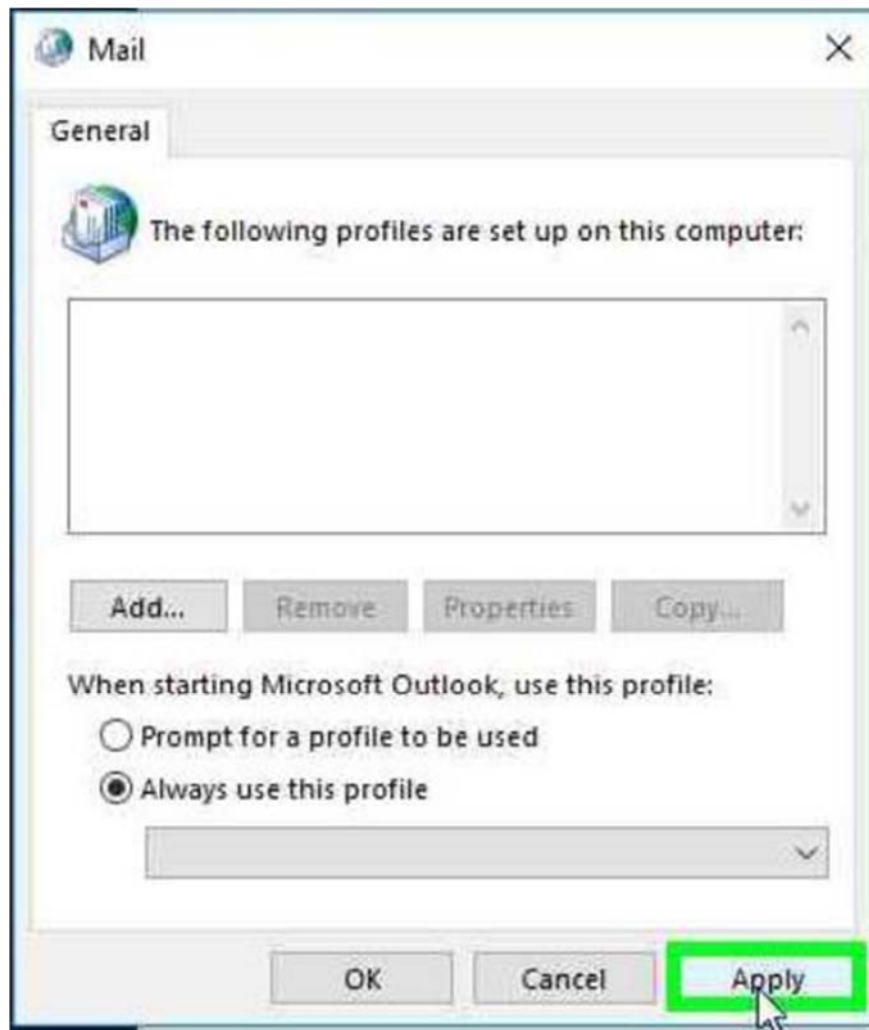 Mail
General
The following profiles are set up on this computer:
Add... Remove Properties Copy...
When starting Microsoft Outlook, use this profile:
Prompt for a profile to be used
Always use this profile
OK Cancel Apply